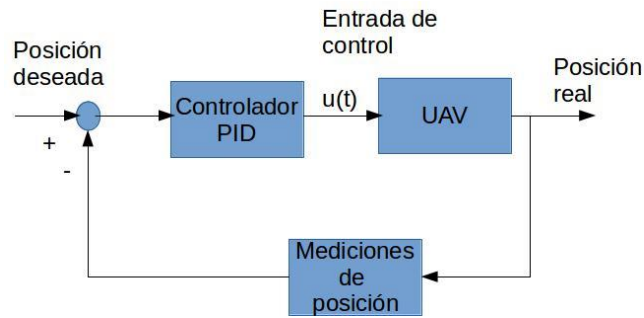 Posición
deseada
+
-
Controlador
PID
u(t)
Entrada de
control
UAV
Posición
real
Mediciones
de
posición